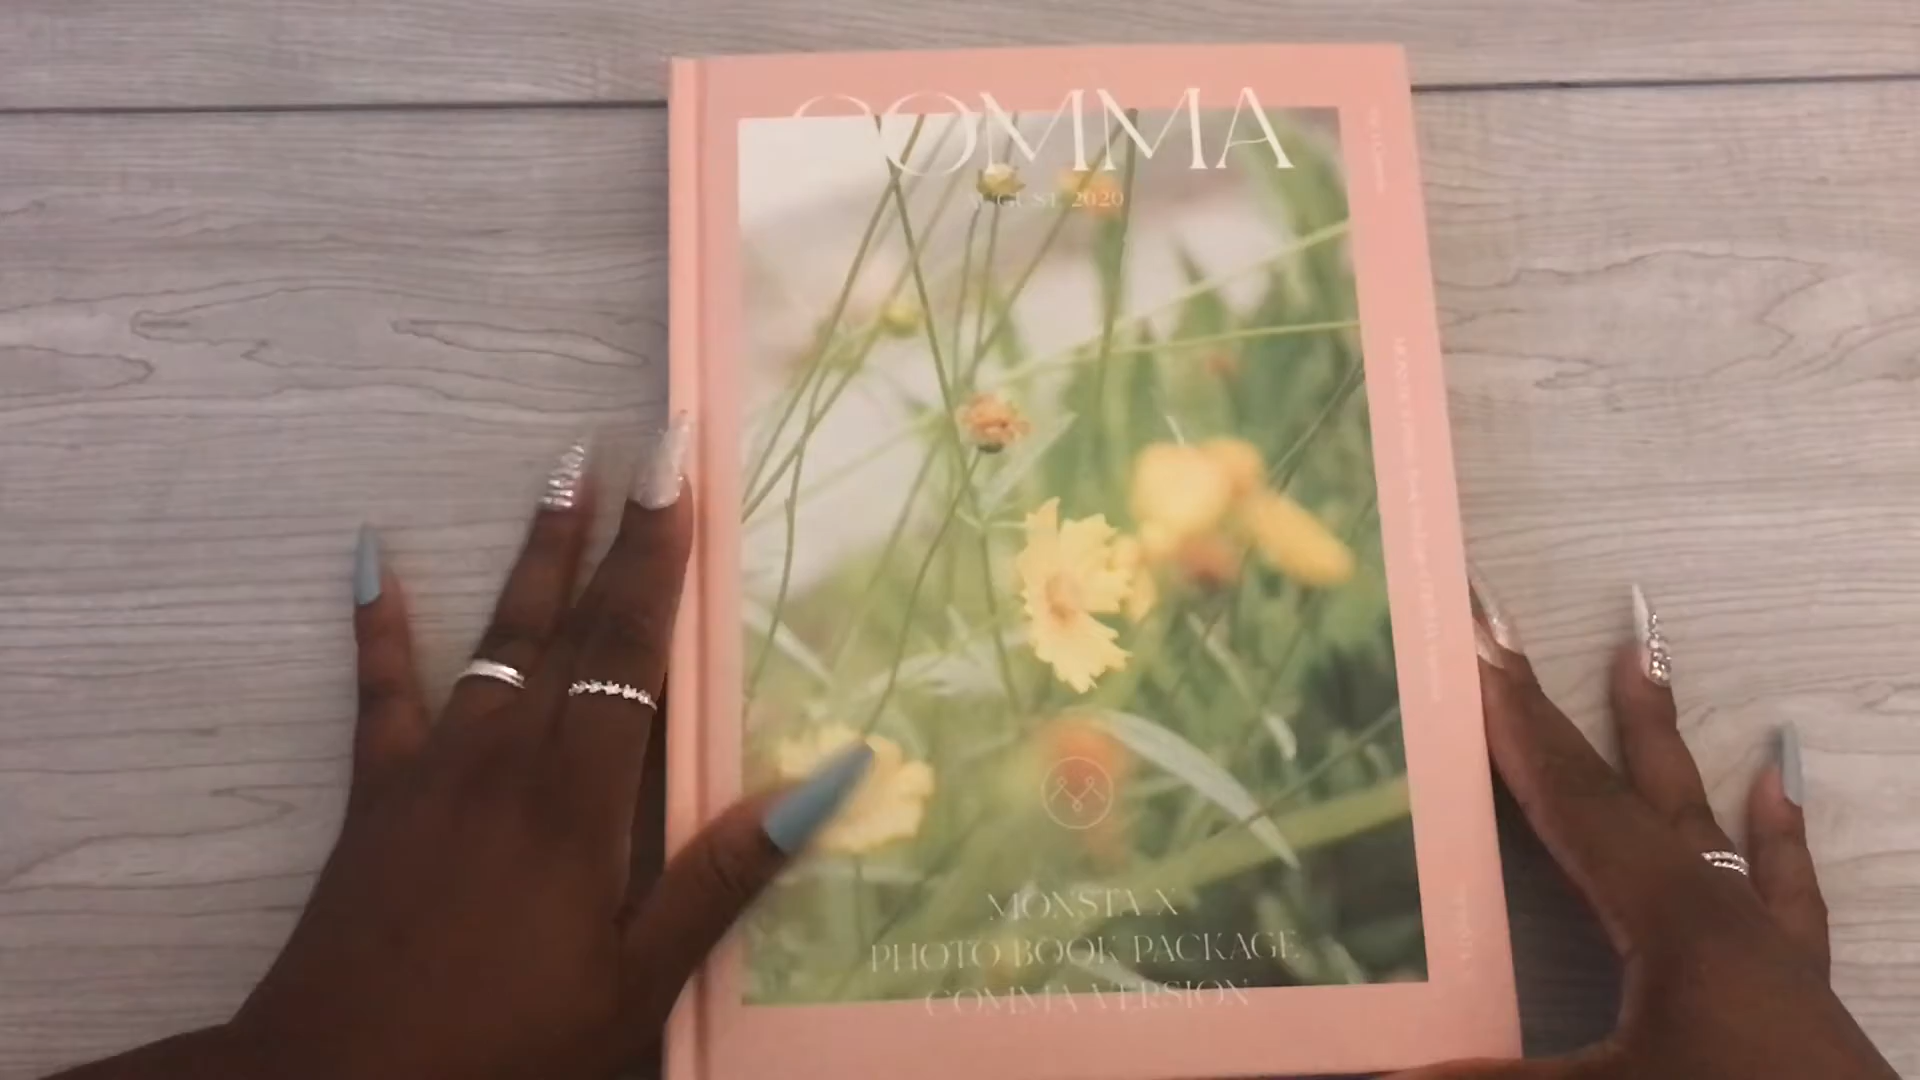 COMMA
AUGUST 2020
MONSTA X
PHOTO BOOK PACKAGE
COMMA VERSION